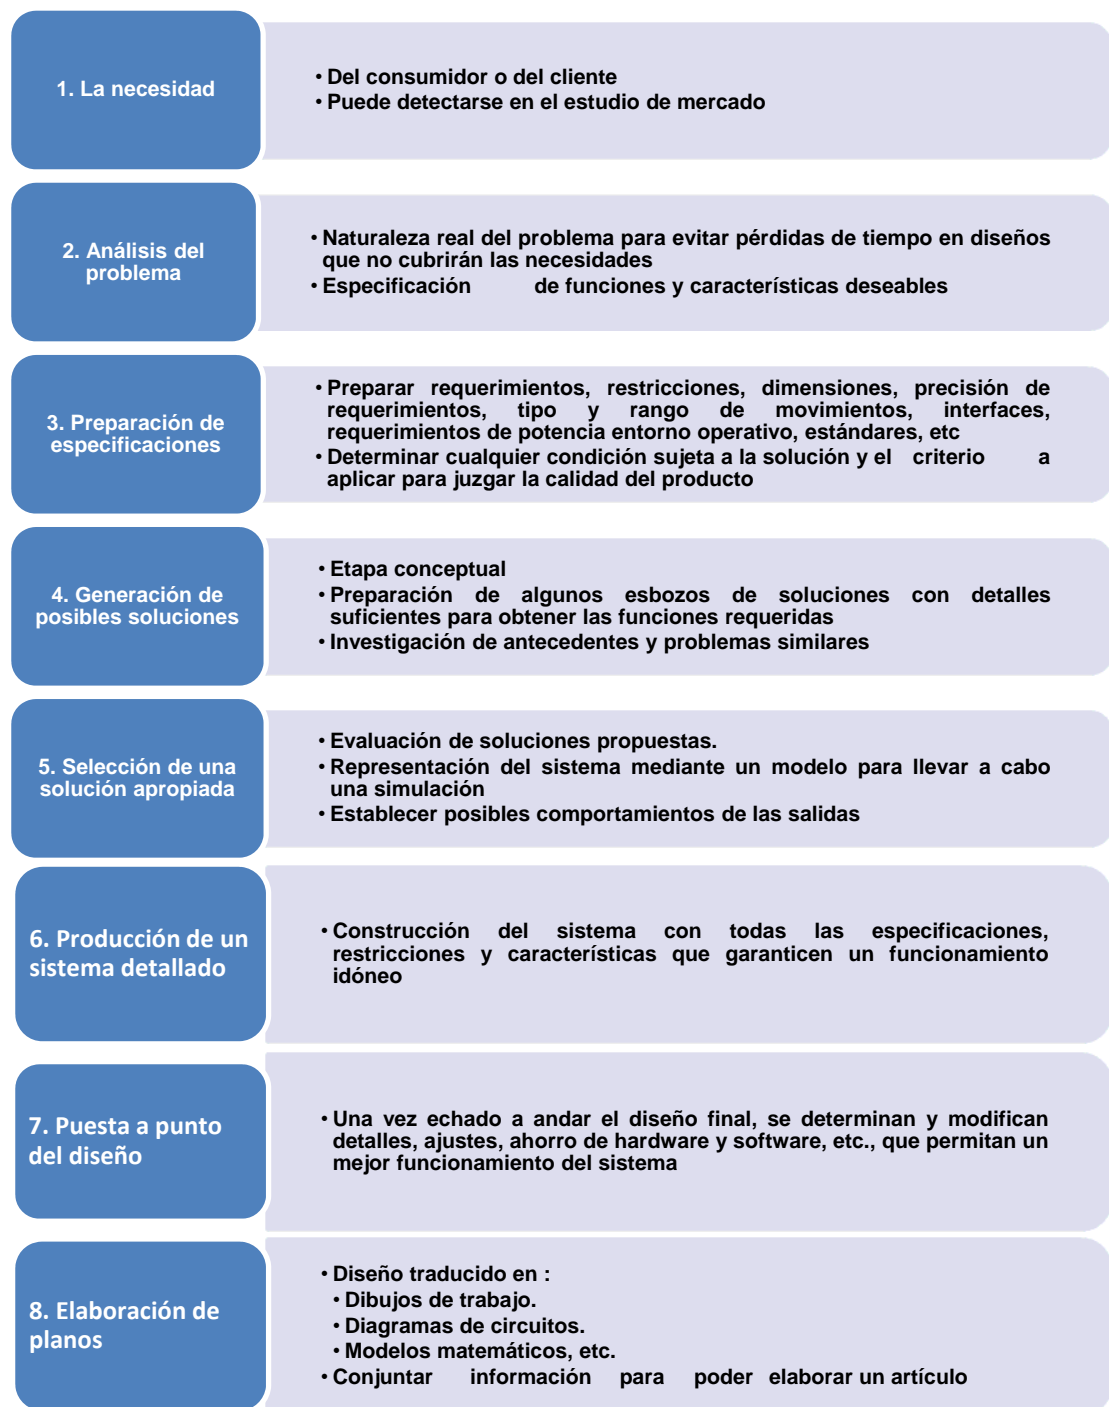 1. La necesidad
• Del consumidor o del cliente
• Puede detectarse en el estudio de mercado
2. Análisis del
problema
• Naturaleza real del problema para evitar pérdidas de tiempo en diseños
que no cubrirán las necesidades
• Especificación de funciones y características deseables
3. Preparación de
especificaciones
• Preparar requerimientos, restricciones, dimensiones, precisión de
requerimientos, tipo y rango de movimientos, interfaces,
requerimientos de potencia entorno operativo, estándares, etc
• Determinar cualquier condición sujeta a la solución y el criterio a
aplicar para juzgar la calidad del producto
4. Generación de
posibles soluciones
• Etapa conceptual
• Preparación de algunos esbozos de soluciones con detalles
suficientes para obtener las funciones requeridas
• Investigación de antecedentes y problemas similares
5. Selección de una
solución apropiada
• Evaluación de soluciones propuestas.
• Representación del sistema mediante un modelo para llevar a cabo
una simulación
• Establecer posibles comportamientos de las salidas
6. Producción de un
sistema detallado
• Construcción del sistema con todas las especificaciones,
restricciones y características que garanticen un funcionamiento
idóneo
7. Puesta a punto
del diseño
• Una vez echado a andar el diseño final, se determinan y modifican
detalles, ajustes, ahorro de hardware y software, etc., que permitan un
mejor funcionamiento del sistema
8. Elaboración de
planos
• Diseño traducido en :
• Dibujos de trabajo.
• Diagramas de circuitos.
• Modelos matemáticos, etc.
• Conjuntar información para poder elaborar un artículo